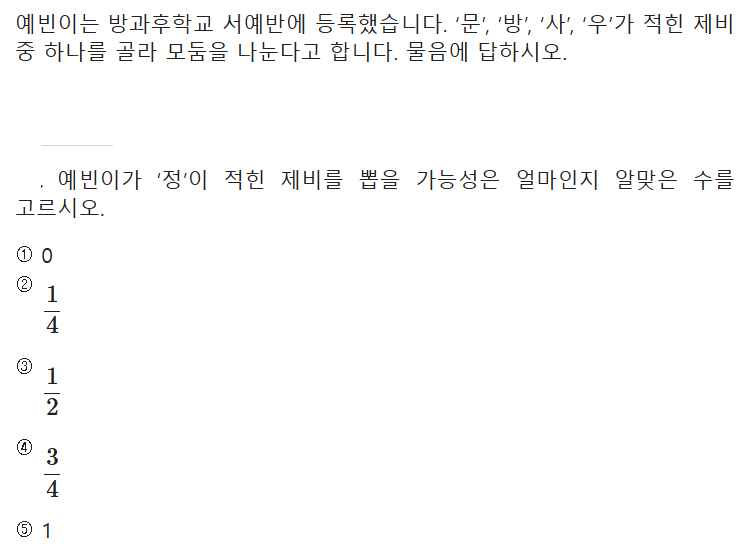 예빈이는 방과후학교 서예반에 등록했습니다. ‘문’, ‘방’, ‘사’, ‘우’가 적힌 제비
중 하나를 골라 모둠을 나눈다고 합니다. 물음에 답하시오.
. 예빈이가 ‘정’이 적힌 제비를 뽑을 가능성은 얼마인지 알맞은 수를
고르시오.
① 0
② 1/4
③ 1/2
④ 3/4
⑤ 1